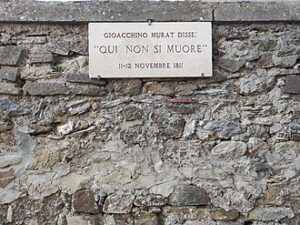 GIOACCHINO MURAT DISSE:
"QUI NON SI MUORE"
11-12 NOVEMBRE 1811